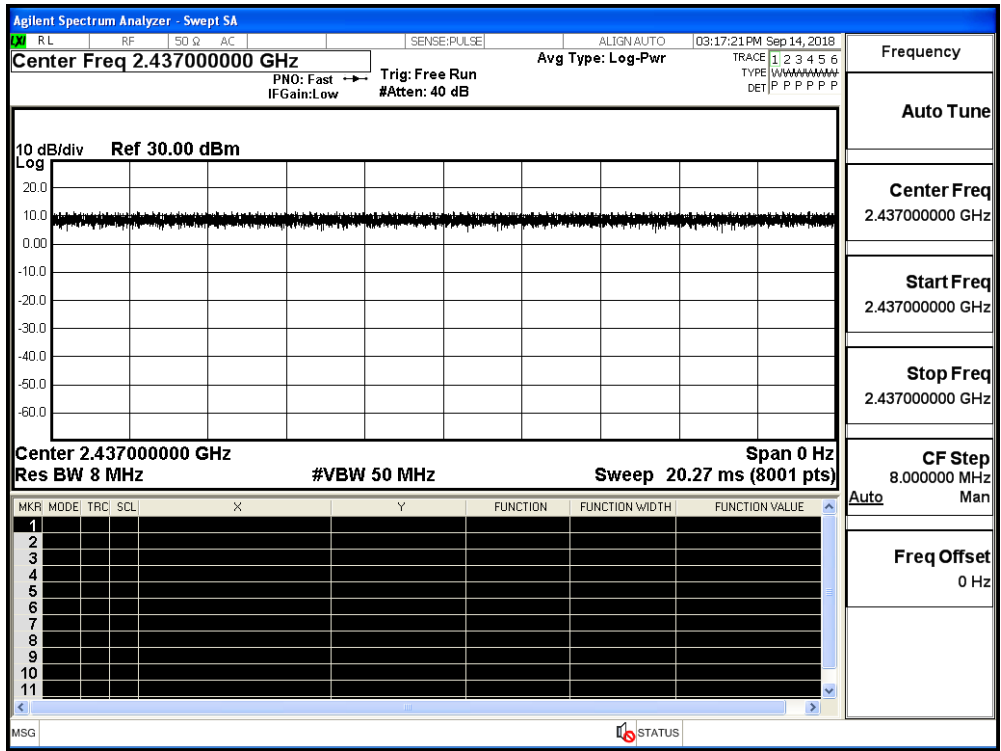 Agilent Spectrum Analyzer - Swept SA
LXI RL RF 50 Ω AC SENSE:PULSE ALIGN AUTO 03:17:21 PM Sep 14, 2018
Center Freq 2.437000000 GHz
PNO: Fast
IFGain:Low
Trig: Free Run
#Atten: 40 dB
Avg Type: Log-Pwr
TRACE 1 2 3 4 5 6
TYPE WWWWWW
DET P P P P P P
10 dB/div Ref 30.00 dBm
Log
20.0
10.0
0.00
-10.0
-20.0
-30.0
-40.0
-50.0
-60.0
Center 2.437000000 GHz Span 0 Hz
Res BW 8 MHz #VBW 50 MHz Sweep 20.27 ms (8001 pts)
MKR MODE TRC SCL X Y FUNCTION FUNCTION WIDTH FUNCTION VALUE
1
2
3
4
5
6
7
8
9
10
11
MSG STATUS
Frequency
Auto Tune
Center Freq
2.437000000 GHz
Start Freq
2.437000000 GHz
Stop Freq
2.437000000 GHz
CF Step
8.000000 MHz
Auto Man
Freq Offset
0 Hz